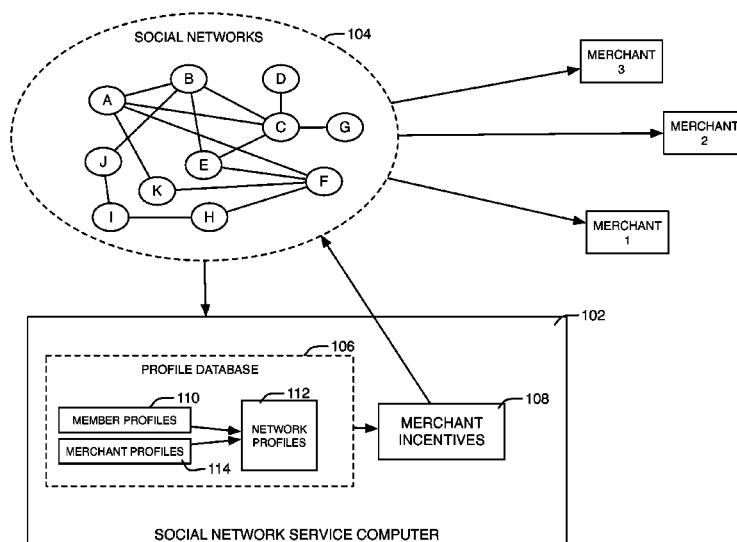 SOCIAL NETWORKS
104
A
B
D
C
G
J
E
K
F
I
H
MERCHANT
3
MERCHANT
2
MERCHANT
1
102
106
PROFILE DATABASE
110
MEMBER PROFILES
MERCHANT PROFILES
114
112
NETWORK
PROFILES
108
MERCHANT
INCENTIVES
SOCIAL NETWORK SERVICE COMPUTER